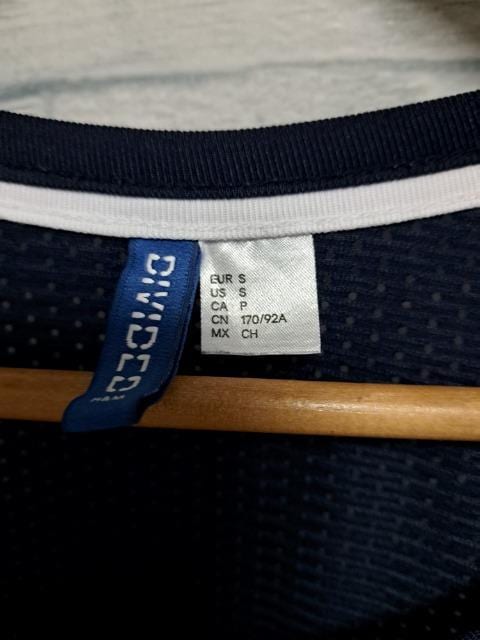 DIVIDED
H&M
EUR S
US S
CA P
CN 170/92A
MX CH